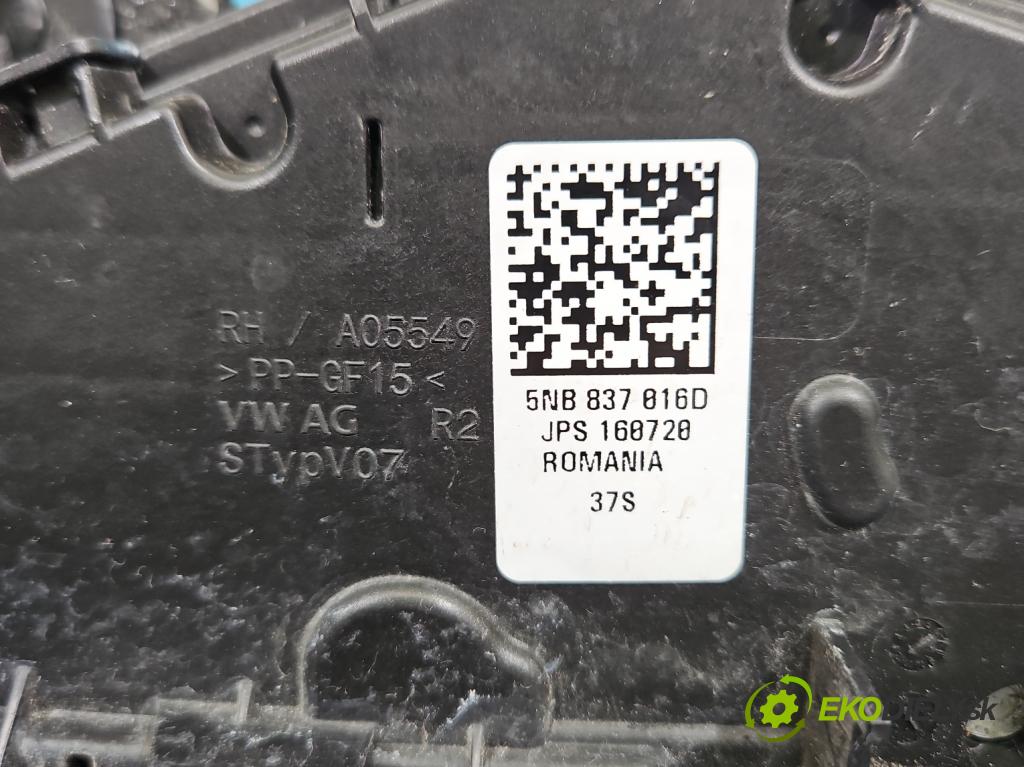 RH / A05549
>PP-GF15<
VW AG R2
STypV07
5NB 837 016D
JPS 160720
ROMANIA
37S
EKO